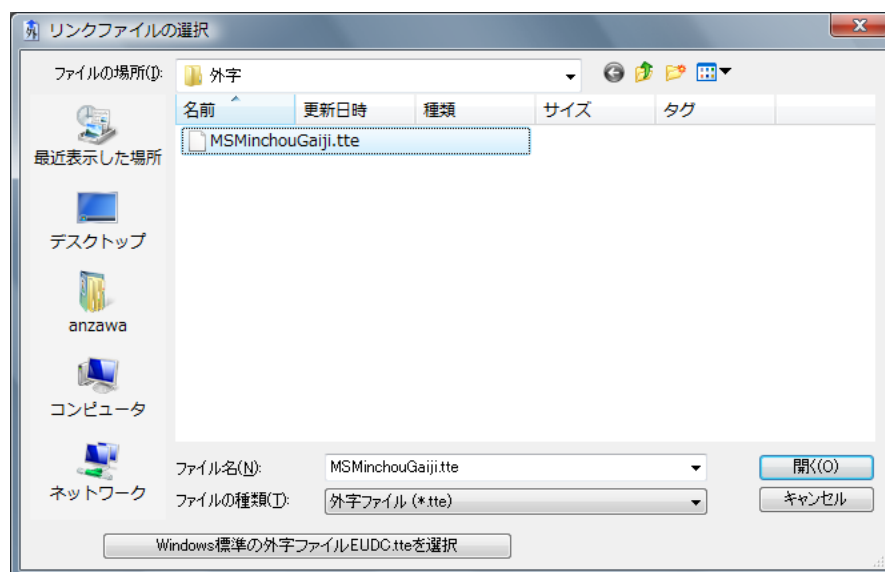 リンクファイルの選択
ファイルの場所(I):
外字
名前
更新日時
種類
サイズ
タグ
MSMinchouGaiji.tte
最近表示した場所
デスクトップ
anzawa
コンピュータ
ネットワーク
ファイル名(N):
MSMinchouGaiji.tte
開く(O)
ファイルの種類(T):
外字ファイル (*.tte)
キャンセル
Windows標準の外字ファイルEUDC.tteを選択